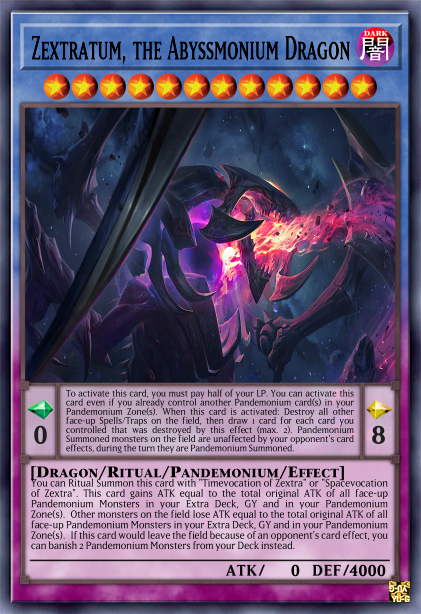 Zextratum, the Abyssmonium Dragon
DARK
闇
To activate this card, you must pay half of your LP. You can activate this
card even if you already control another Pandemonium card(s) in your
Pandemonium Zone(s). When this card is activated: Destroy all other
face-up Spells/Traps on the field, then draw 1 card for each card you
controlled that was destroyed by this effect (max. 2). Pandemonium
Summoned monsters on the field are unaffected by your opponent's card
effects, during the turn they are Pandemonium Summoned.
0
8
[Dragon/Ritual/Pandemonium/Effect]
You can Ritual Summon this card with "Timevocation of Zextra" or "Spacevocation
of Zextra". This card gains ATK equal to the total original ATK of all face-up
Pandemonium Monsters in your Extra Deck, GY and in your Pandemonium
Zone(s). Other monsters on the field lose ATK equal to the total original ATK of all
face-up Pandemonium Monsters in your Extra Deck, GY and in your Pandemonium
Zone(s). If this card would leave the field because of an opponent's card effect, you
can banish 2 Pandemonium Monsters from your Deck instead.
ATK/ 0 DEF/4000